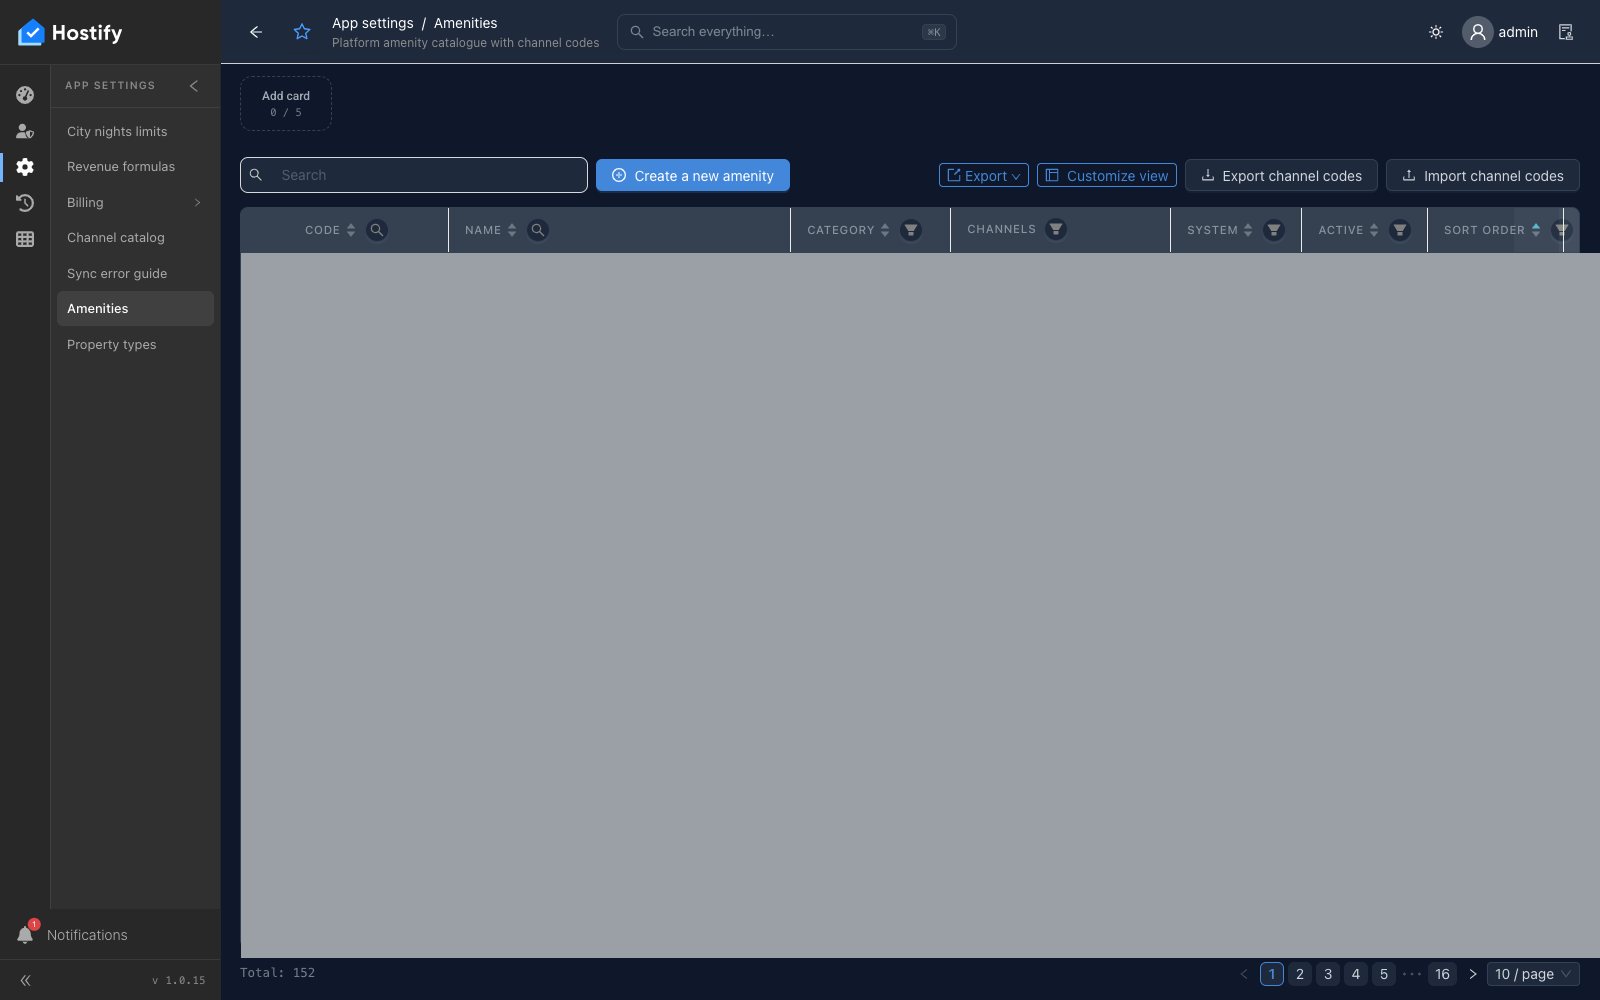 Hostify
App settings / Amenities
Platform amenity catalogue with channel codes
Search everything...
⌘K
admin
APP SETTINGS
City nights limits
Revenue formulas
Billing
Channel catalog
Sync error guide
Amenities
Property types
Notifications
1
v 1.0.15
Add card
0 / 5
Search
Create a new amenity
Export
Customize view
Export channel codes
Import channel codes
CODE
NAME
CATEGORY
CHANNELS
SYSTEM
ACTIVE
SORT ORDER
Total: 152
1 2 3 4 5 ••• 16
10 / page